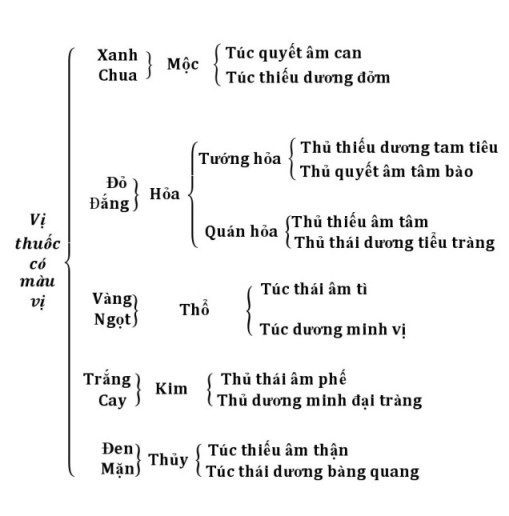 Vị
thuốc
có
màu
vị
Xanh
Chua
Mộc
Túc quyết âm can
Túc thiếu dương đởm
Đỏ
Đắng
Hỏa
Tướng hỏa
Thủ thiếu dương tam tiêu
Thủ quyết âm tâm bào
Quán hỏa
Thủ thiếu âm tâm
Thủ thái dương tiểu tràng
Vàng
Ngọt
Thổ
Túc thái âm tì
Túc dương minh vị
Trắng
Cay
Kim
Thủ thái âm phế
Thủ dương minh đại tràng
Đen
Mặn
Thủy
Túc thiếu âm thận
Túc thái dương bàng quang